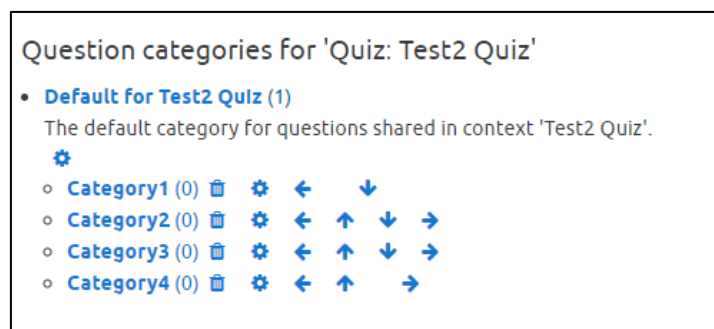 Question categories for 'Quiz: Test2 Quiz'
Default for Test2 Quiz (1)
The default category for questions shared in context 'Test2 Quiz'.
Category1 (0)
Category2 (0)
Category3 (0)
Category4 (0)